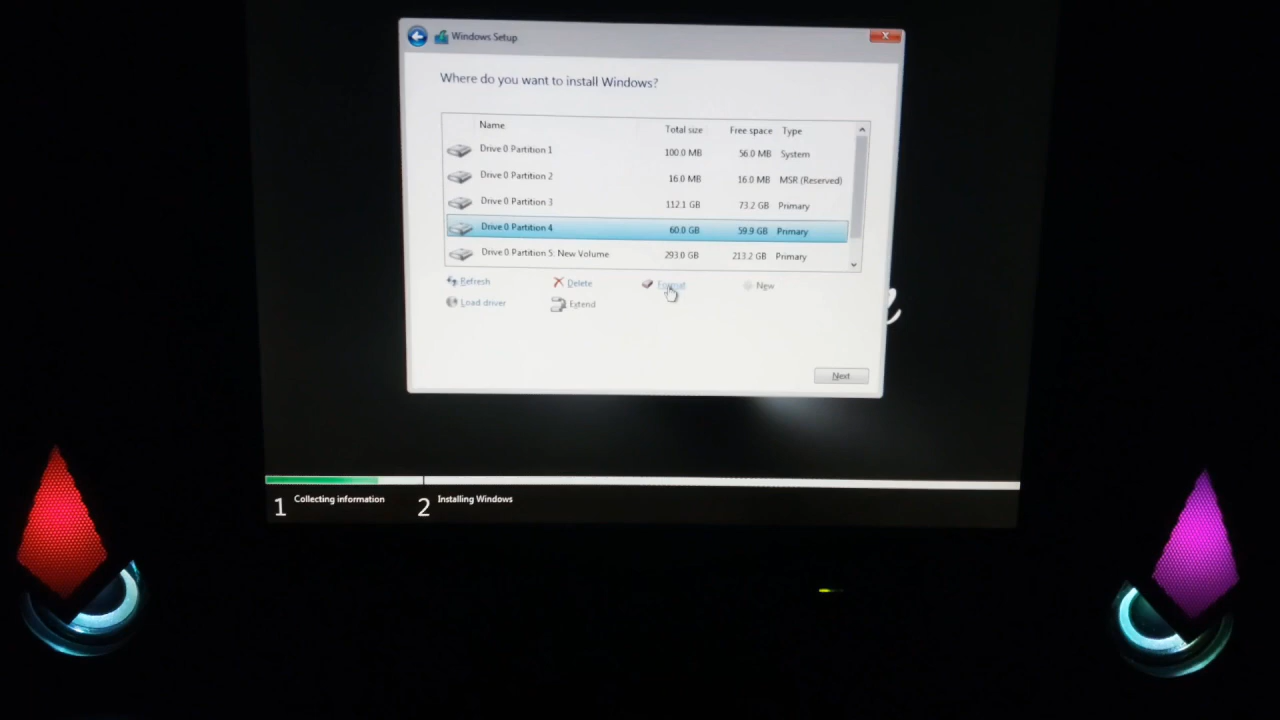 Windows Setup
X
Where do you want to install Windows?
Name Total size Free space Type
Drive 0 Partition 1 100.0 MB 56.0 MB System
Drive 0 Partition 2 16.0 MB 16.0 MB MSR (Reserved)
Drive 0 Partition 3 112.1 GB 73.2 GB Primary
Drive 0 Partition 4 60.0 GB 59.9 GB Primary
Drive 0 Partition 5: New Volume 293.0 GB 213.2 GB Primary
Refresh Delete Format New
Load driver Extend
Next
1 Collecting information 2 Installing Windows